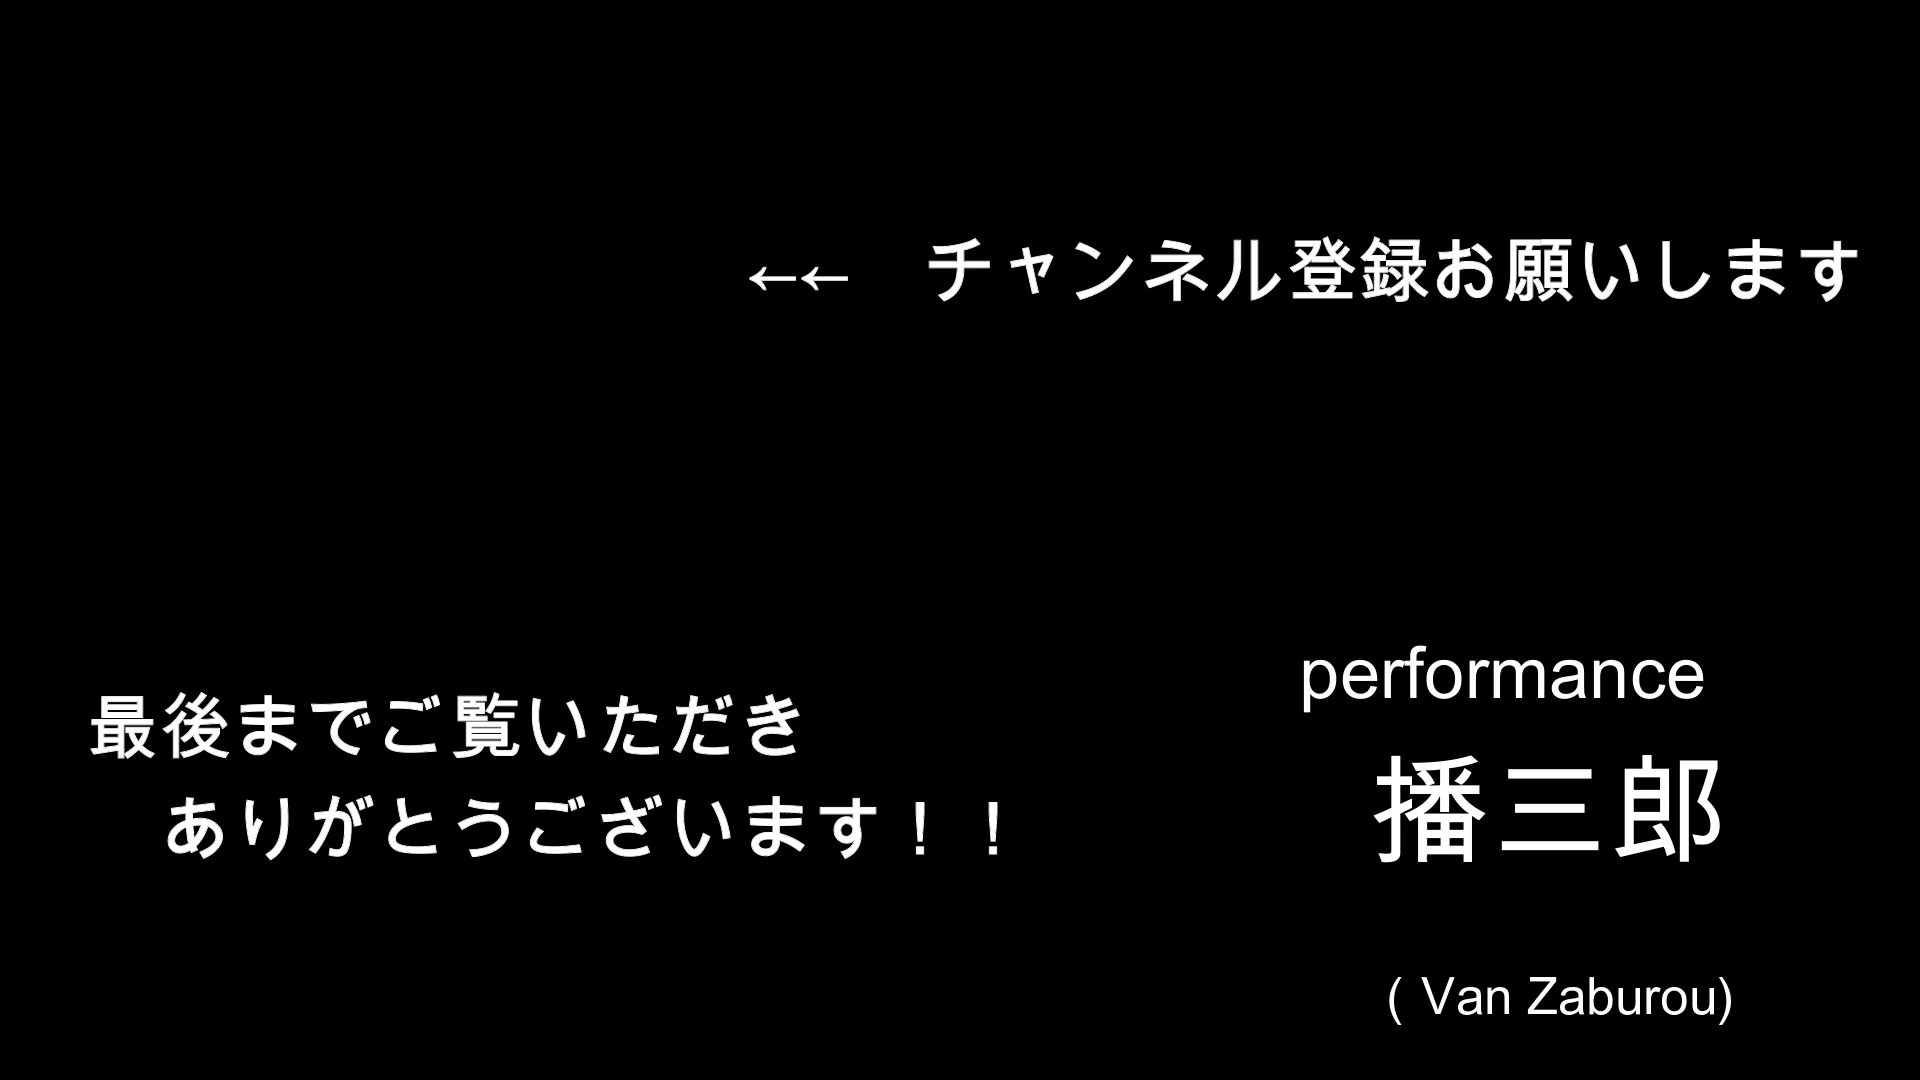 ←←　チャンネル登録お願いします
最後までご覧いただき
ありがとうございます！！
performance
播三郎
( Van Zaburou)